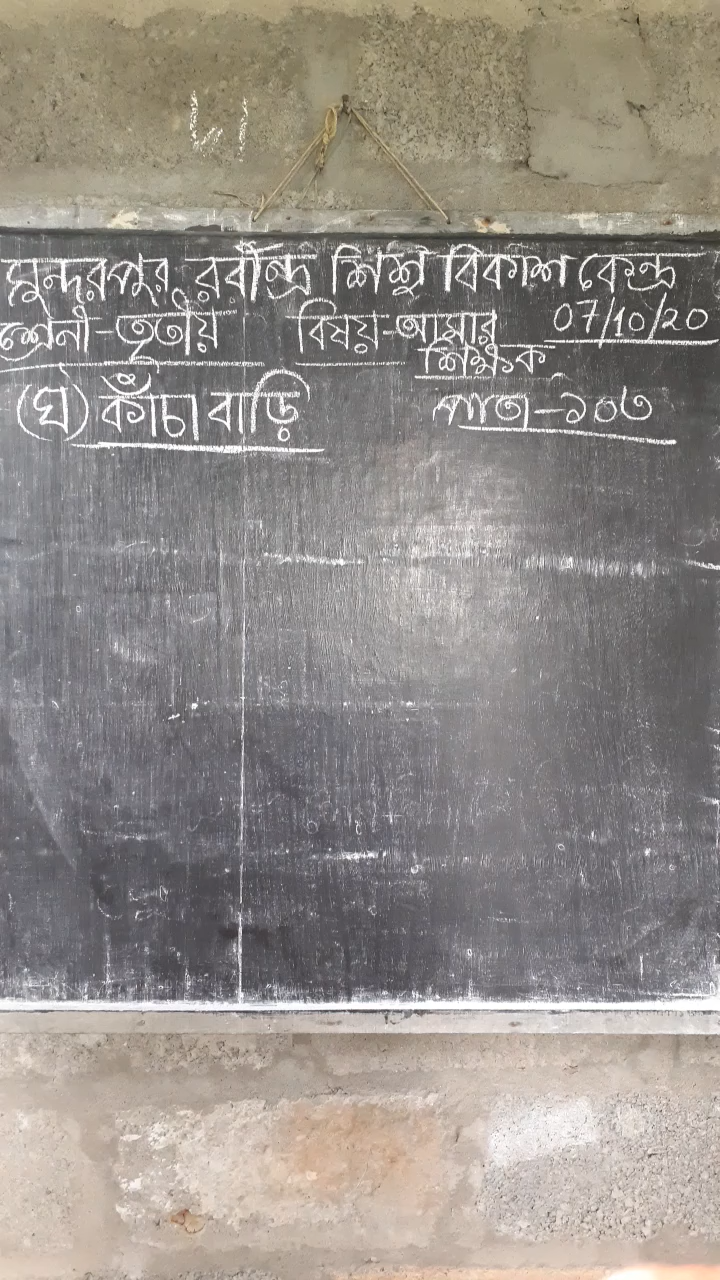 সুন্দরপুর রবীন্দ্র শিশু বিকাশ কেন্দ্র
শ্রেনী-তৃতীয় বিষয়-আমার শিক্ষক 07/10/20
(ঘ) কাঁচা বাড়ি পাতা-১০৩